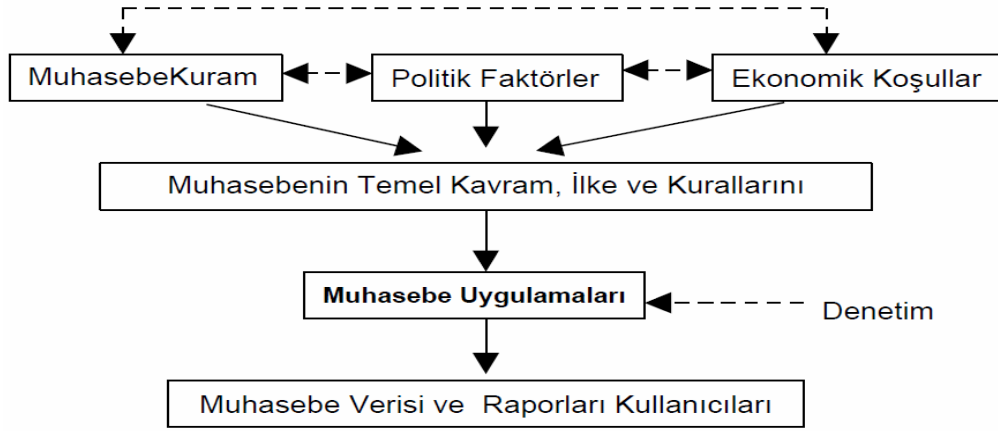 MuhasebeKuram
Politik Faktörler
Ekonomik Koşullar
Muhasebenin Temel Kavram, İlke ve Kurallarını
Muhasebe Uygulamaları
Denetim
Muhasebe Verisi ve Raporları Kullanıcıları